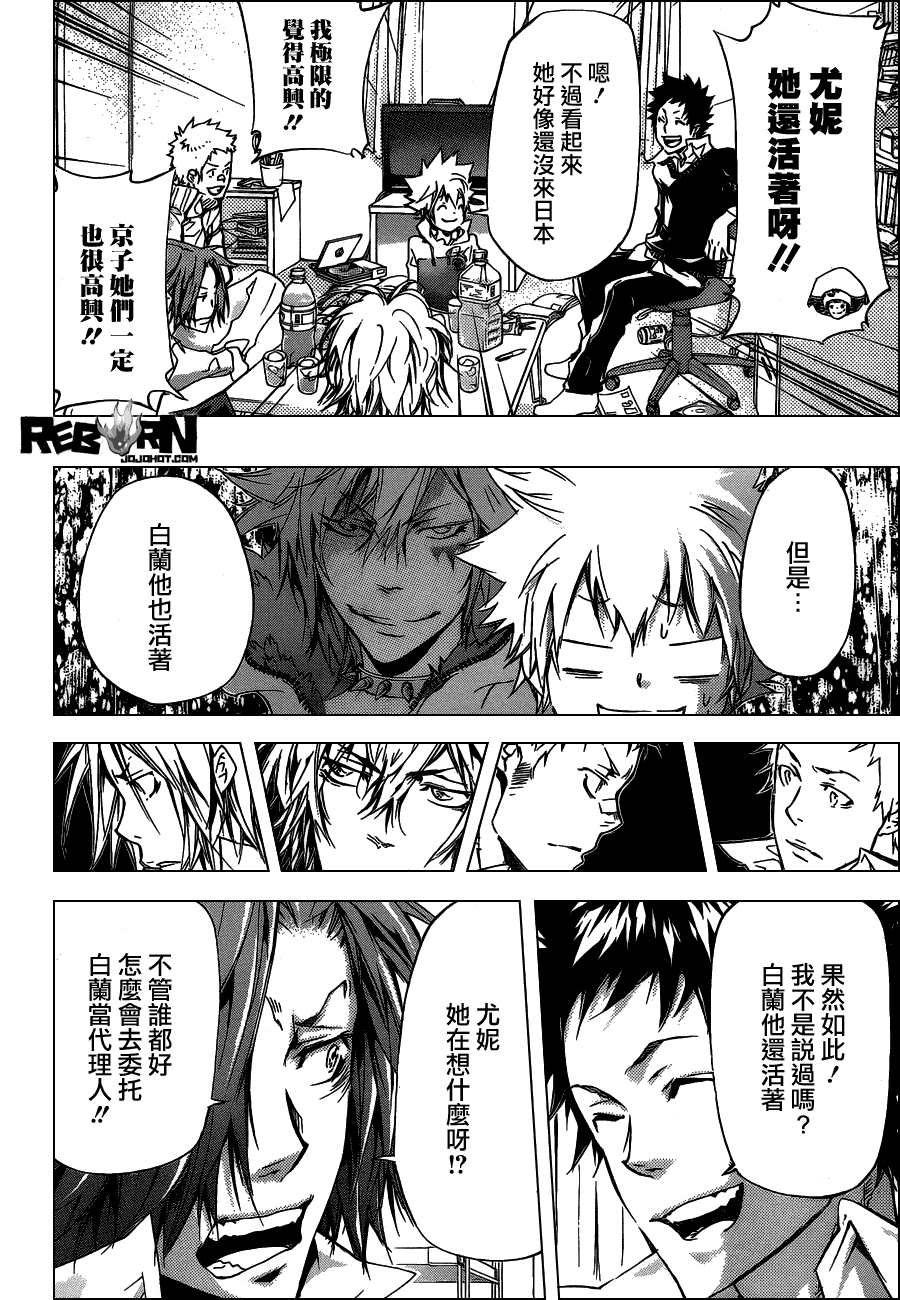 尤妮
她還活著呀!!
嗯！
不過看起來
她好像還沒來日本
我極限的
覺得高興!!
京子她們一定
也很高興!!
REBORN
JOJOHOT.COM
但是…
白蘭他也活著
果然如此！
我不是説過嗎？
白蘭他還活著
尤妮
她在想什麼呀!?
不管誰都好
怎麼會去委托
白蘭當代理人!!